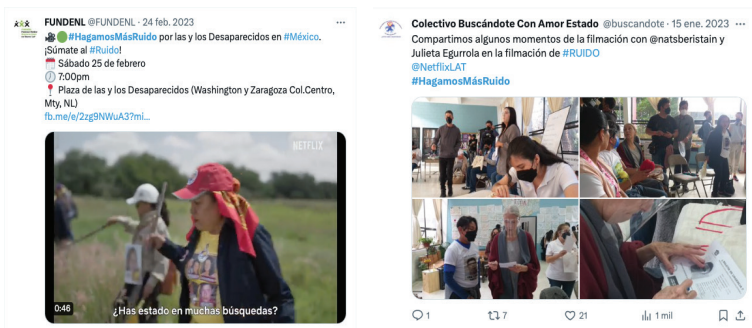 FUNDENL @FUNDENL · 24 feb. 2023
#HagamosMásRuido por las y los Desaparecidos en #México.
¡Súmate al #Ruido!
Sábado 25 de febrero
7:00pm
Plaza de las y los Desaparecidos (Washington y Zaragoza Col.Centro,
Mty, NL)
fb.me/e/2zg9NWuA3?mi...
NETFLIX
0:46
¿Has estado en muchas búsquedas?
Colectivo Buscándote Con Amor Estado @buscandote · 15 ene. 2023
Compartimos algunos momentos de la filmación con @natsberistain y
Julieta Egurrola en la filmación de #RUIDO
@NetflixLAT
#HagamosMásRuido
1 7 21 1 mil